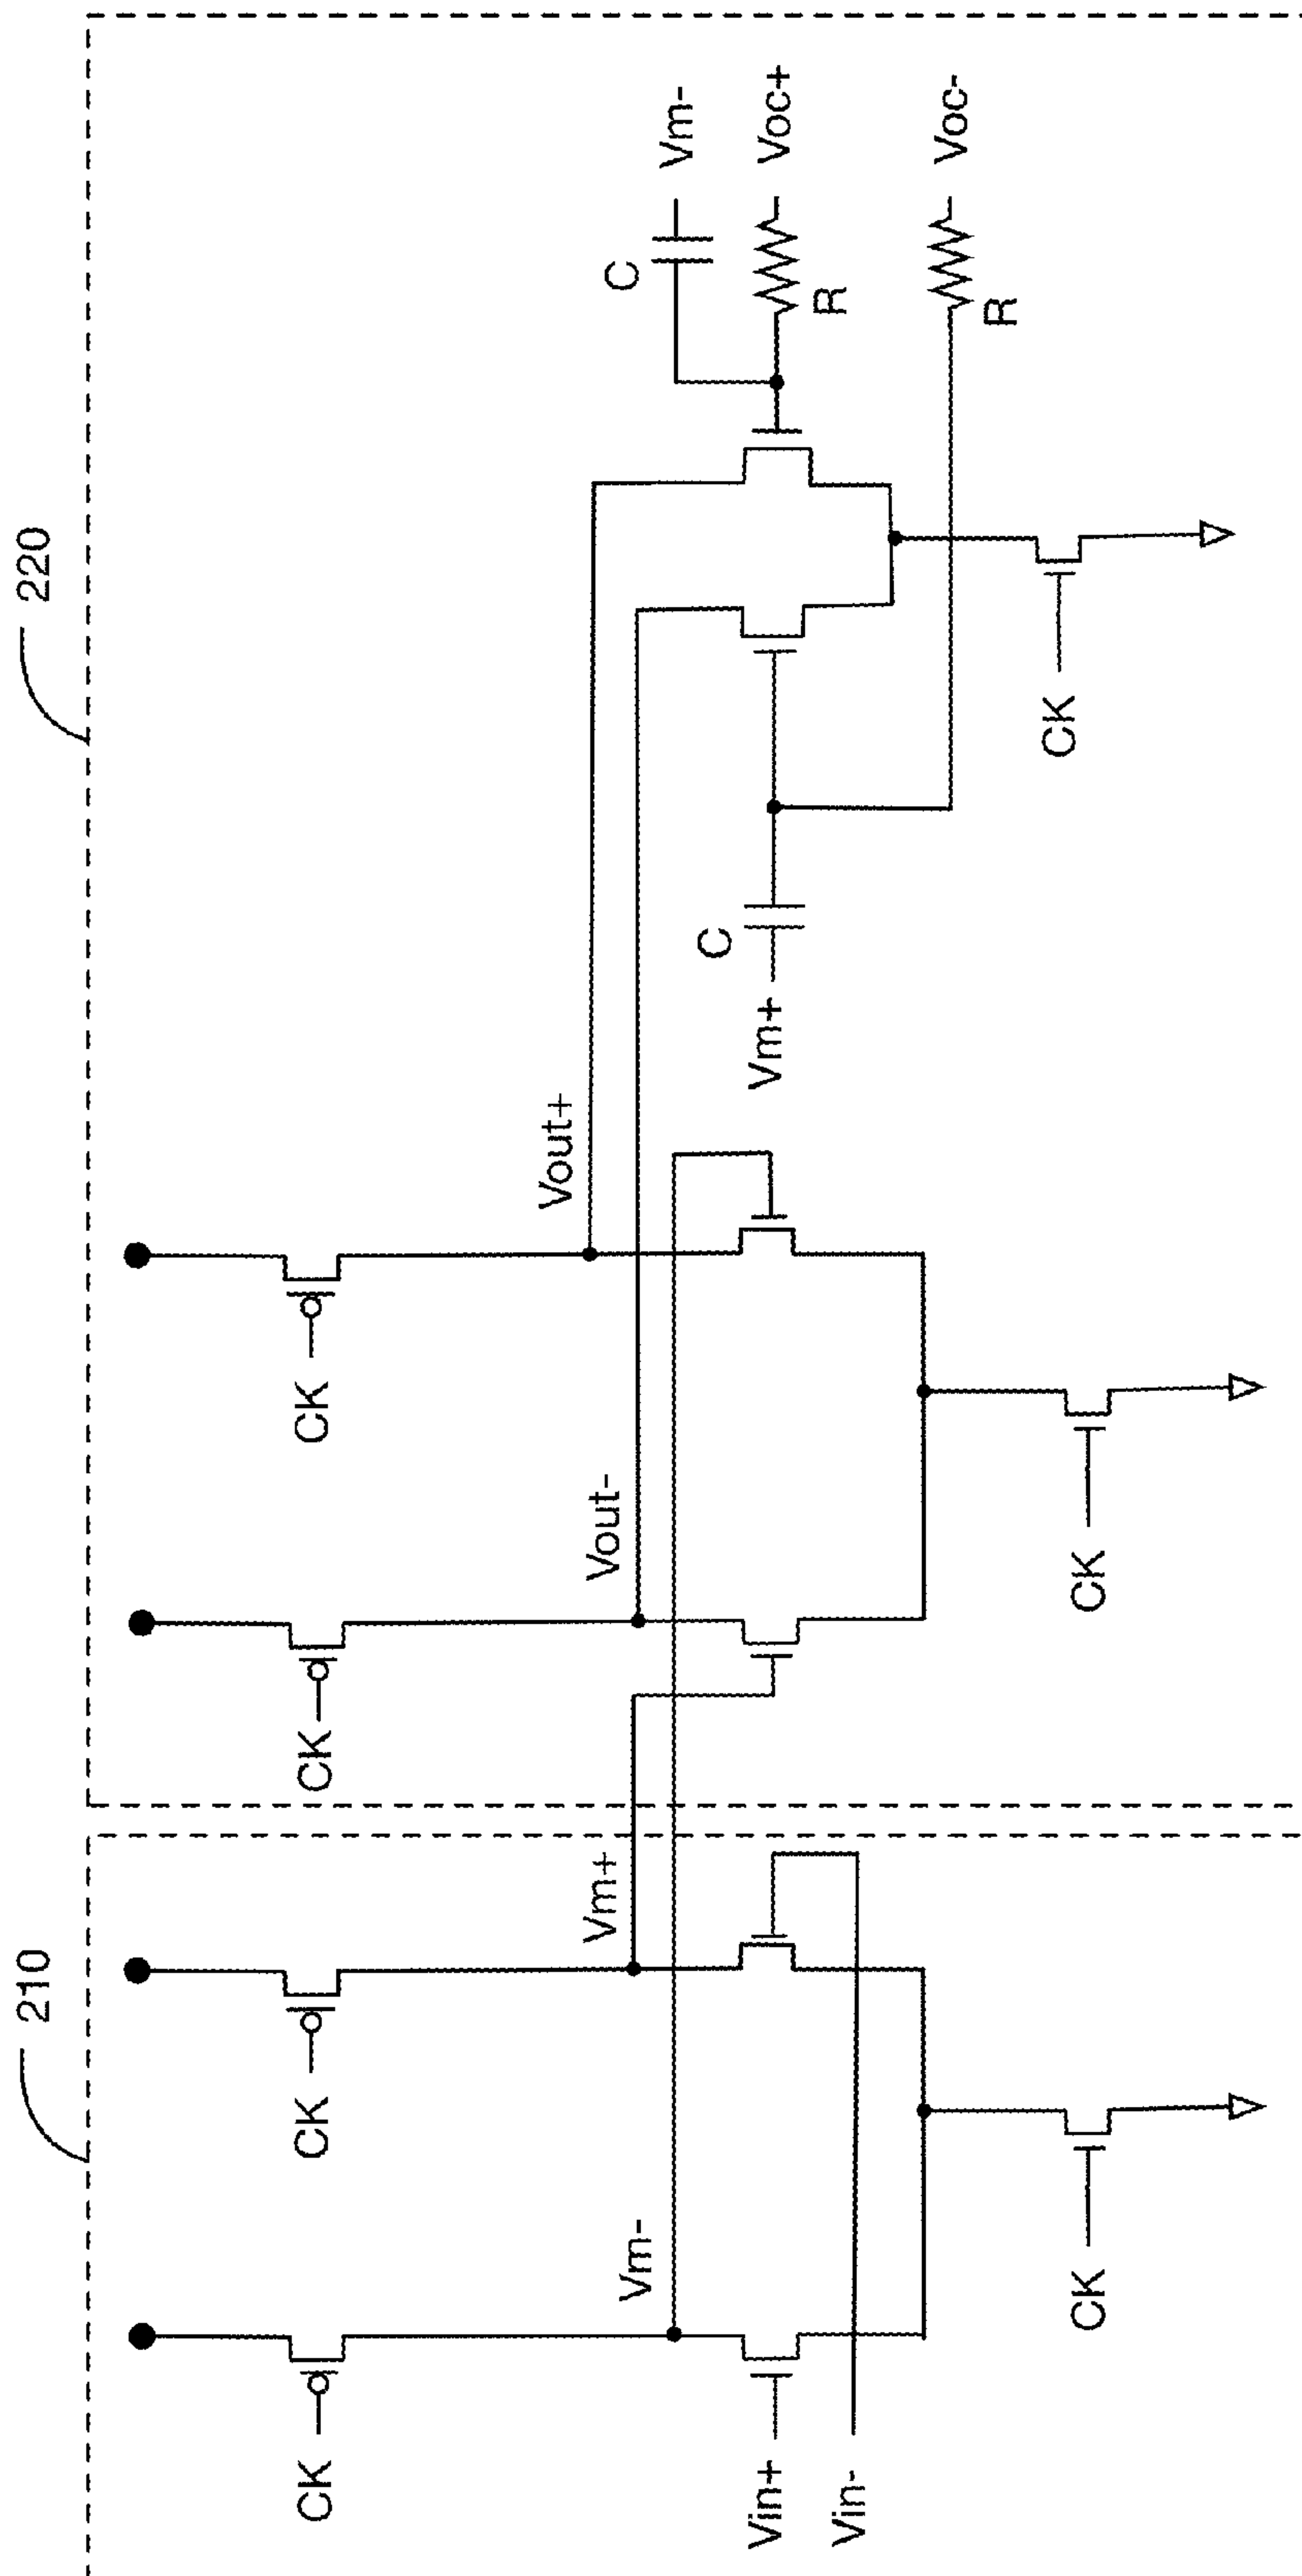 210
220
CK
CK
CK
CK
Vm-
Vm+
Vout-
Vout+
Vin+
Vin-
CK
CK
Vm+
C
CK
C
Vm-
R
Voc+
R
Voc-